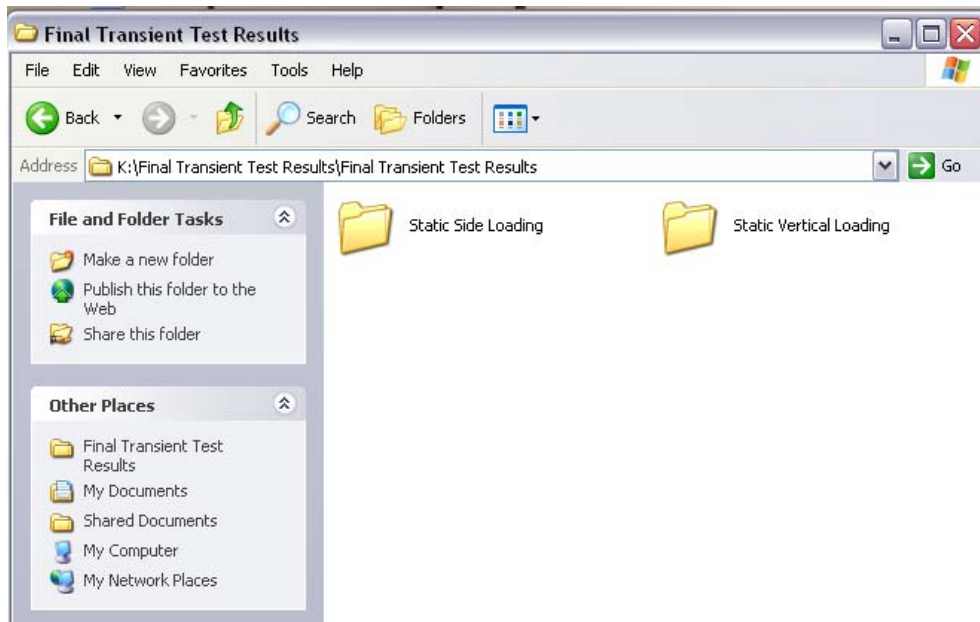 Final Transient Test Results
File Edit View Favorites Tools Help
Back Search Folders
Address K:\Final Transient Test Results\Final Transient Test Results Go
File and Folder Tasks
Make a new folder
Publish this folder to the
Web
Share this folder
Other Places
Final Transient Test
Results
My Documents
Shared Documents
My Computer
My Network Places
Static Side Loading
Static Vertical Loading